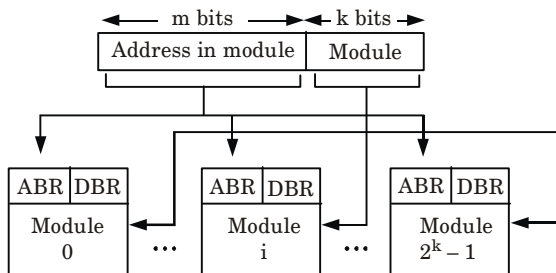 m bits k bits
Address in module Module
ABR DBR ABR DBR ABR DBR
Module Module Module
0 ... i ... 2^k – 1